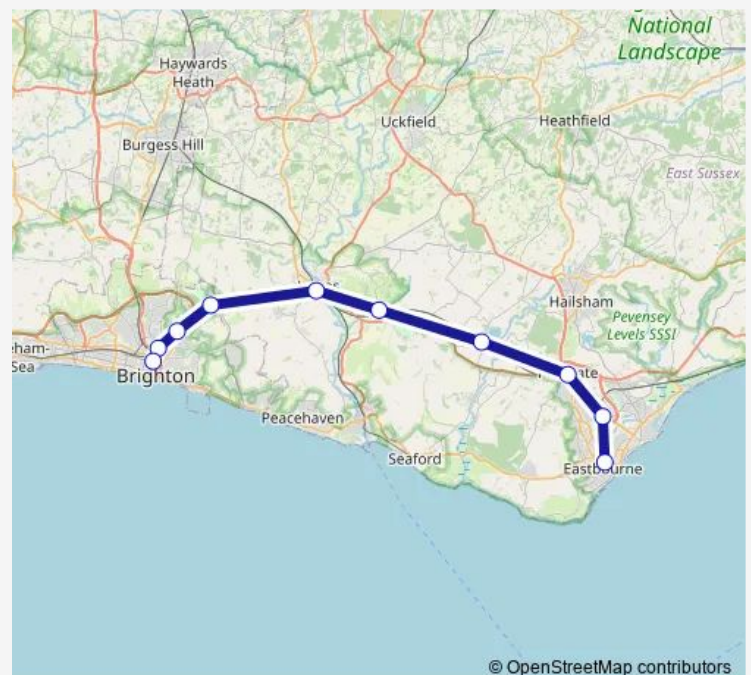 National
Landscape
Haywards
Heath
Uckfield
Heathfield
Burgess Hill
East Sussex
Hailsham
Pevensey
Levels SSSI
eham-
Sea
Brighton
Peacehaven
Seaford
Eastbourne
© OpenStreetMap contributors